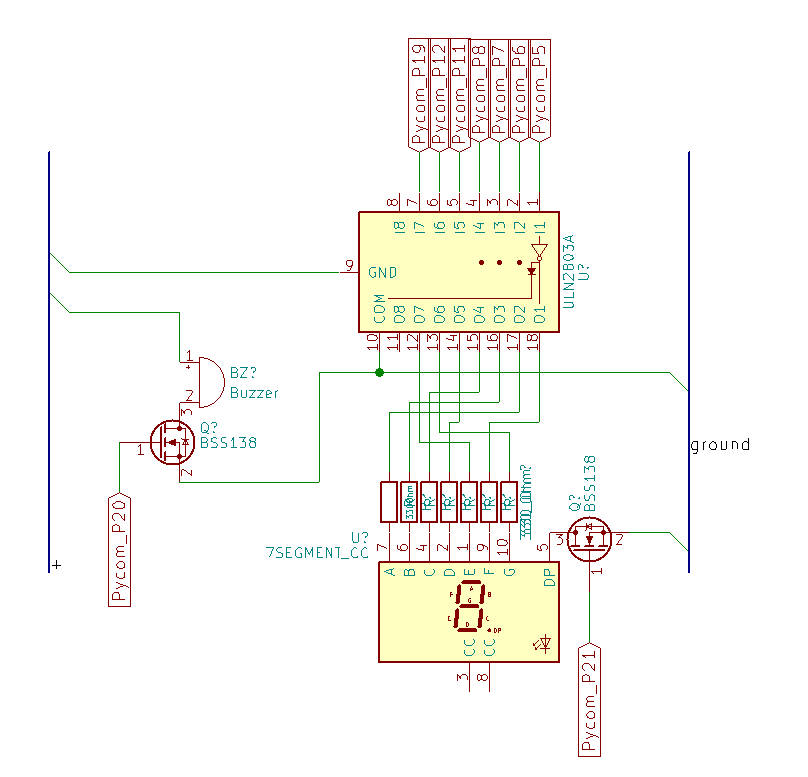 Pycom_P19
Pycom_P12
Pycom_P11
Pycom_P8
Pycom_P7
Pycom_P6
Pycom_P5
8
7
6
5
4
3
2
1
I8
I7
I6
I5
I4
I3
I2
I1
9
GND
ULN2803A
U?
COM
O8
O7
O6
O5
O4
O3
O2
O1
10
11
12
13
14
15
16
17
18
1
+
2
BZ?
Buzzer
3
Q?
BSS138
1
2
Pycom_P20
+
ground
R?
R?
R?
R?
R?
U?
7SEGMENT_CC
7
6
4
2
1
9
10
5
A
B
C
D
E
F
G
DP
A
F
B
G
E
C
D
DP
CC
CC
3
8
Q?
BSS138
3
2
1
Pycom_P21